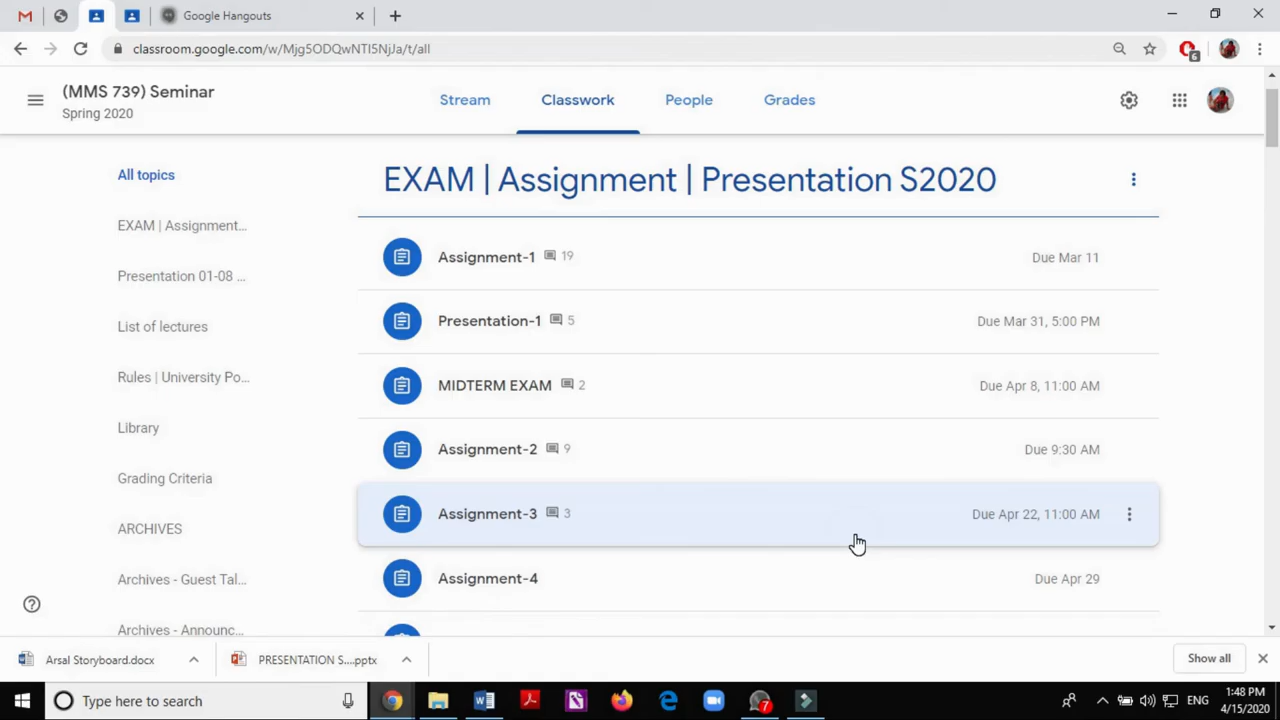 Google Hangouts
classroom.google.com/w/Mjg5ODQwNTI5NjJa/t/all
6
(MMS 739) Seminar
Spring 2020
Stream
Classwork
People
Grades
All topics
EXAM | Assignment...
Presentation 01-08 ...
List of lectures
Rules | University Po...
Library
Grading Criteria
ARCHIVES
Archives - Guest Tal...
Archives - Announc...
EXAM | Assignment | Presentation S2020
Assignment-1 19 Due Mar 11
Presentation-1 5 Due Mar 31, 5:00 PM
MIDTERM EXAM 2 Due Apr 8, 11:00 AM
Assignment-2 9 Due 9:30 AM
Assignment-3 3 Due Apr 22, 11:00 AM
Assignment-4 Due Apr 29
Arsal Storyboard.docx
PRESENTATION S....pptx
Show all
Type here to search
7
ENG
1:48 PM
4/15/2020